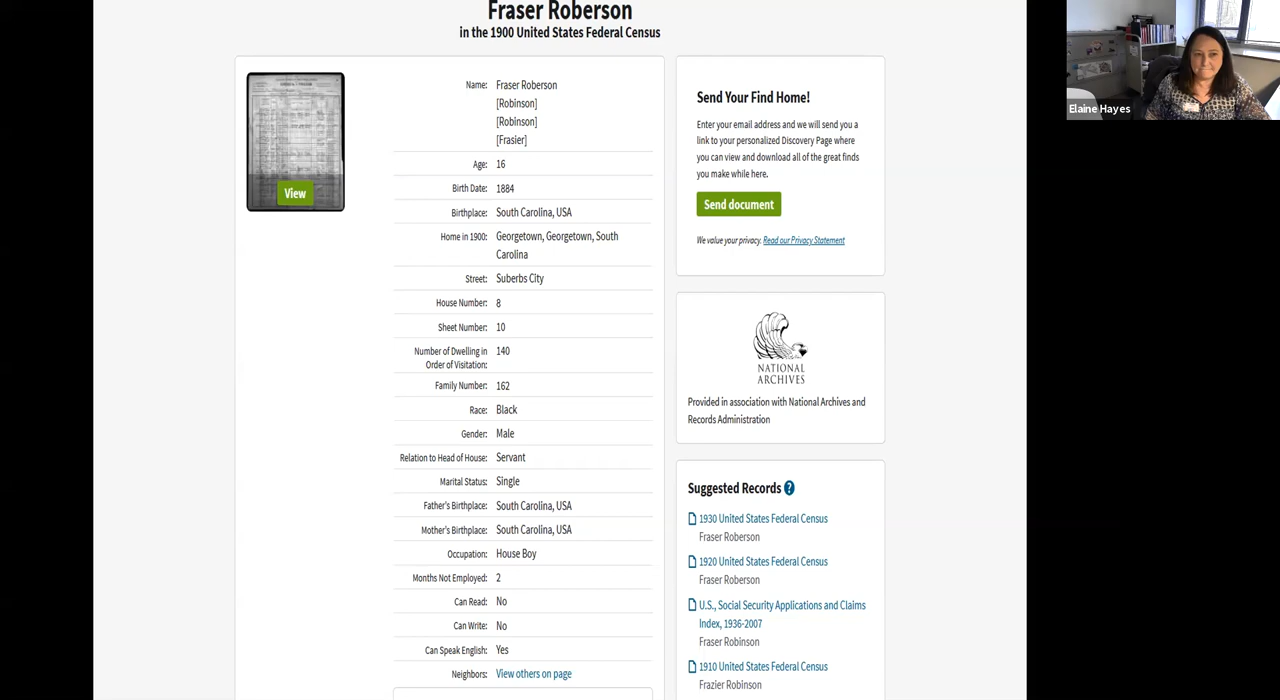 Fraser Roberson
in the 1900 United States Federal Census
View
Name: Fraser Roberson
[Robinson]
[Robinson]
[Frasier]
Age: 16
Birth Date: 1884
Birthplace: South Carolina, USA
Home in 1900: Georgetown, Georgetown, South
Carolina
Street: Suberbs City
House Number: 8
Sheet Number: 10
Number of Dwelling in
Order of Visitation: 140
Family Number: 162
Race: Black
Gender: Male
Relation to Head of House: Servant
Marital Status: Single
Father's Birthplace: South Carolina, USA
Mother's Birthplace: South Carolina, USA
Occupation: House Boy
Months Not Employed: 2
Can Read: No
Can Write: No
Can Speak English: Yes
Neighbors: View others on page
Send Your Find Home!
Enter your email address and we will send you a
link to your personalized Discovery Page where
you can view and download all of the great finds
you make while here.
Send document
We value your privacy. Read our Privacy Statement
NATIONAL
ARCHIVES
Provided in association with National Archives and
Records Administration
Suggested Records ?
1930 United States Federal Census
Fraser Roberson
1920 United States Federal Census
Fraser Roberson
U.S., Social Security Applications and Claims
Index, 1936-2007
Fraser Robinson
1910 United States Federal Census
Frazier Robinson
Elaine Hayes